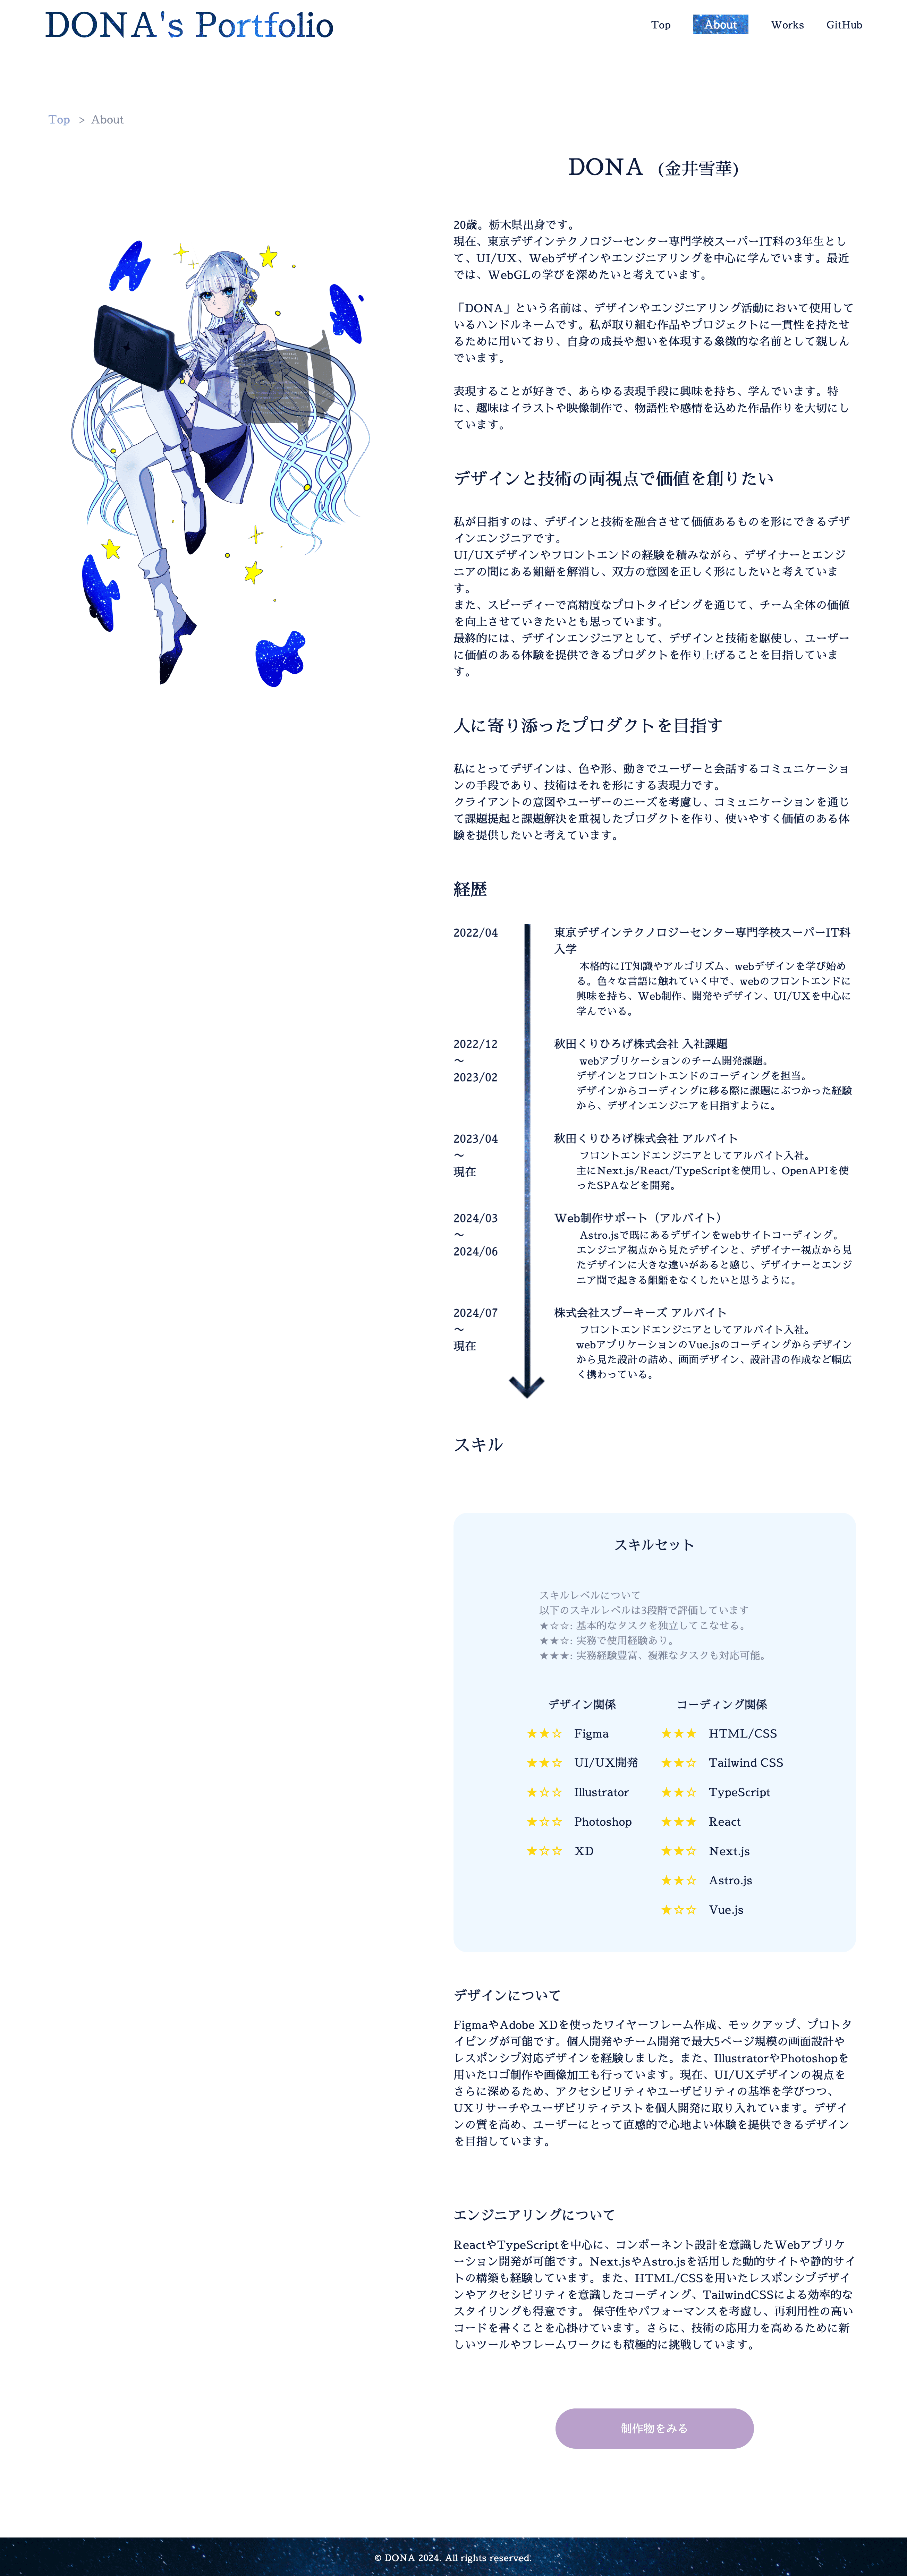 DONA's Portfolio
Top
About
Works
GitHub
Top > About
DONA (金井雪華)
20歳。栃木県出身です。
現在、東京デザインテクノロジーセンター専門学校スーパーIT科の3年生とし
て、UI/UX、Webデザインやエンジニアリングを中心に学んでいます。最近
では、WebGLの学びを深めたいと考えています。
「DONA」という名前は、デザインやエンジニアリング活動において使用して
いるハンドルネームです。私が取り組む作品やプロジェクトに一貫性を持たせ
るために用いており、自身の成長や想いを体現する象徴的な名前として親しん
でいます。
表現することが好きで、あらゆる表現手段に興味を持ち、学んでいます。特
に、趣味はイラストや映像制作で、物語性や感情を込めた作品作りを大切にし
ています。
デザインと技術の両視点で価値を創りたい
私が目指すのは、デザインと技術を融合させて価値あるものを形にできるデザ
インエンジニアです。
UI/UXデザインやフロントエンドの経験を積みながら、デザイナーとエンジ
ニアの間にある齟齬を解消し、双方の意図を正しく形にしたいと考えていま
す。
また、スピーディーで高精度なプロトタイピングを通じて、チーム全体の価値
を向上させていきたいとも思っています。
最終的には、デザインエンジニアとして、デザインと技術を駆使し、ユーザー
に価値のある体験を提供できるプロダクトを作り上げることを目指していま
す。
人に寄り添ったプロダクトを目指す
私にとってデザインは、色や形、動きでユーザーと会話するコミュニケーショ
ンの手段であり、技術はそれを形にする表現力です。
クライアントの意図やユーザーのニーズを考慮し、コミュニケーションを通じ
て課題提起と課題解決を重視したプロダクトを作り、使いやすく価値のある体
験を提供したいと考えています。
経歴
2022/04
東京デザインテクノロジーセンター専門学校スーパーIT科
入学
本格的にIT知識やアルゴリズム、webデザインを学び始め
る。色々な言語に触れていく中で、webのフロントエンドに
興味を持ち、Web制作、開発やデザイン、UI/UXを中心に
学んでいる。
2022/12
〜
2023/02
秋田くりひろげ株式会社 入社課題
webアプリケーションのチーム開発課題。
デザインとフロントエンドのコーディングを担当。
デザインからコーディングに移る際に課題にぶつかった経験
から、デザインエンジニアを目指すように。
2023/04
〜
現在
秋田くりひろげ株式会社 アルバイト
フロントエンドエンジニアとしてアルバイト入社。
主にNext.js/React/TypeScriptを使用し、OpenAPIを使
ったSPAなどを開発。
2024/03
〜
2024/06
Web制作サポート（アルバイト）
Astro.jsで既にあるデザインをwebサイトコーディング。
エンジニア視点から見たデザインと、デザイナー視点から見
たデザインに大きな違いがあると感じ、デザイナーとエンジ
ニア間で起きる齟齬をなくしたいと思うように。
2024/07
〜
現在
株式会社スプーキーズ アルバイト
フロントエンドエンジニアとしてアルバイト入社。
webアプリケーションのVue.jsのコーディングからデザイン
から見た設計の詰め、画面デザイン、設計書の作成など幅広
く携わっている。
スキル
スキルセット
スキルレベルについて
以下のスキルレベルは3段階で評価しています
★☆☆: 基本的なタスクを独立してこなせる。
★★☆: 実務で使用経験あり。
★★★: 実務経験豊富、複雑なタスクも対応可能。
デザイン関係
★★☆ Figma
★★☆ UI/UX開発
★☆☆ Illustrator
★☆☆ Photoshop
★☆☆ XD
コーディング関係
★★★ HTML/CSS
★★☆ Tailwind CSS
★★☆ TypeScript
★★★ React
★★☆ Next.js
★★☆ Astro.js
★☆☆ Vue.js
デザインについて
FigmaやAdobe XDを使ったワイヤーフレーム作成、モックアップ、プロトタ
イピングが可能です。個人開発やチーム開発で最大5ページ規模の画面設計や
レスポンシブ対応デザインを経験しました。また、IllustratorやPhotoshopを
用いたロゴ制作や画像加工も行っています。現在、UI/UXデザインの視点を
さらに深めるため、アクセシビリティやユーザビリティの基準を学びつつ、
UXリサーチやユーザビリティテストを個人開発に取り入れています。デザイ
ンの質を高め、ユーザーにとって直感的で心地よい体験を提供できるデザイン
を目指しています。
エンジニアリングについて
ReactやTypeScriptを中心に、コンポーネント設計を意識したWebアプリケ
ーション開発が可能です。Next.jsやAstro.jsを活用した動的サイトや静的サイ
トの構築も経験しています。また、HTML/CSSを用いたレスポンシブデザイ
ンやアクセシビリティを意識したコーディング、TailwindCSSによる効率的な
スタイリングも得意です。 保守性やパフォーマンスを考慮し、再利用性の高い
コードを書くことを心掛けています。さらに、技術の応用力を高めるために新
しいツールやフレームワークにも積極的に挑戦しています。
制作物をみる
© DONA 2024. All rights reserved.